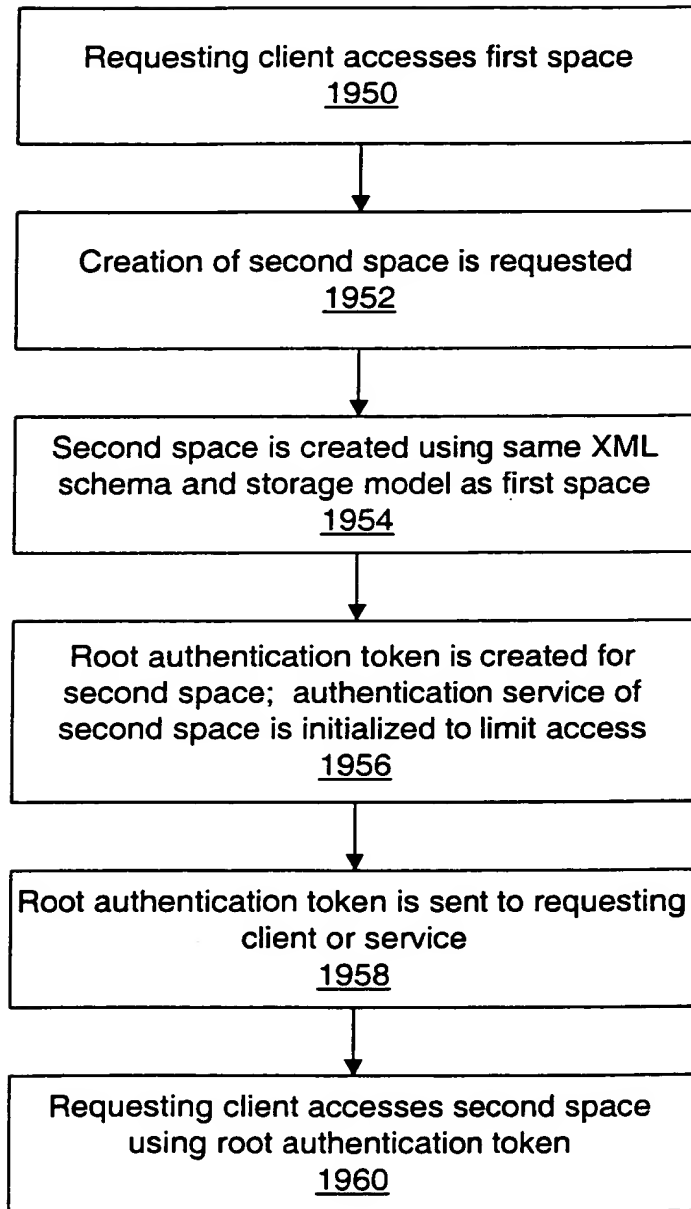 Requesting client accesses first space
1950
Creation of second space is requested
1952
Second space is created using same XML
schema and storage model as first space
1954
Root authentication token is created for
second space; authentication service of
second space is initialized to limit access
1956
Root authentication token is sent to requesting
client or service
1958
Requesting client accesses second space
using root authentication token
1960